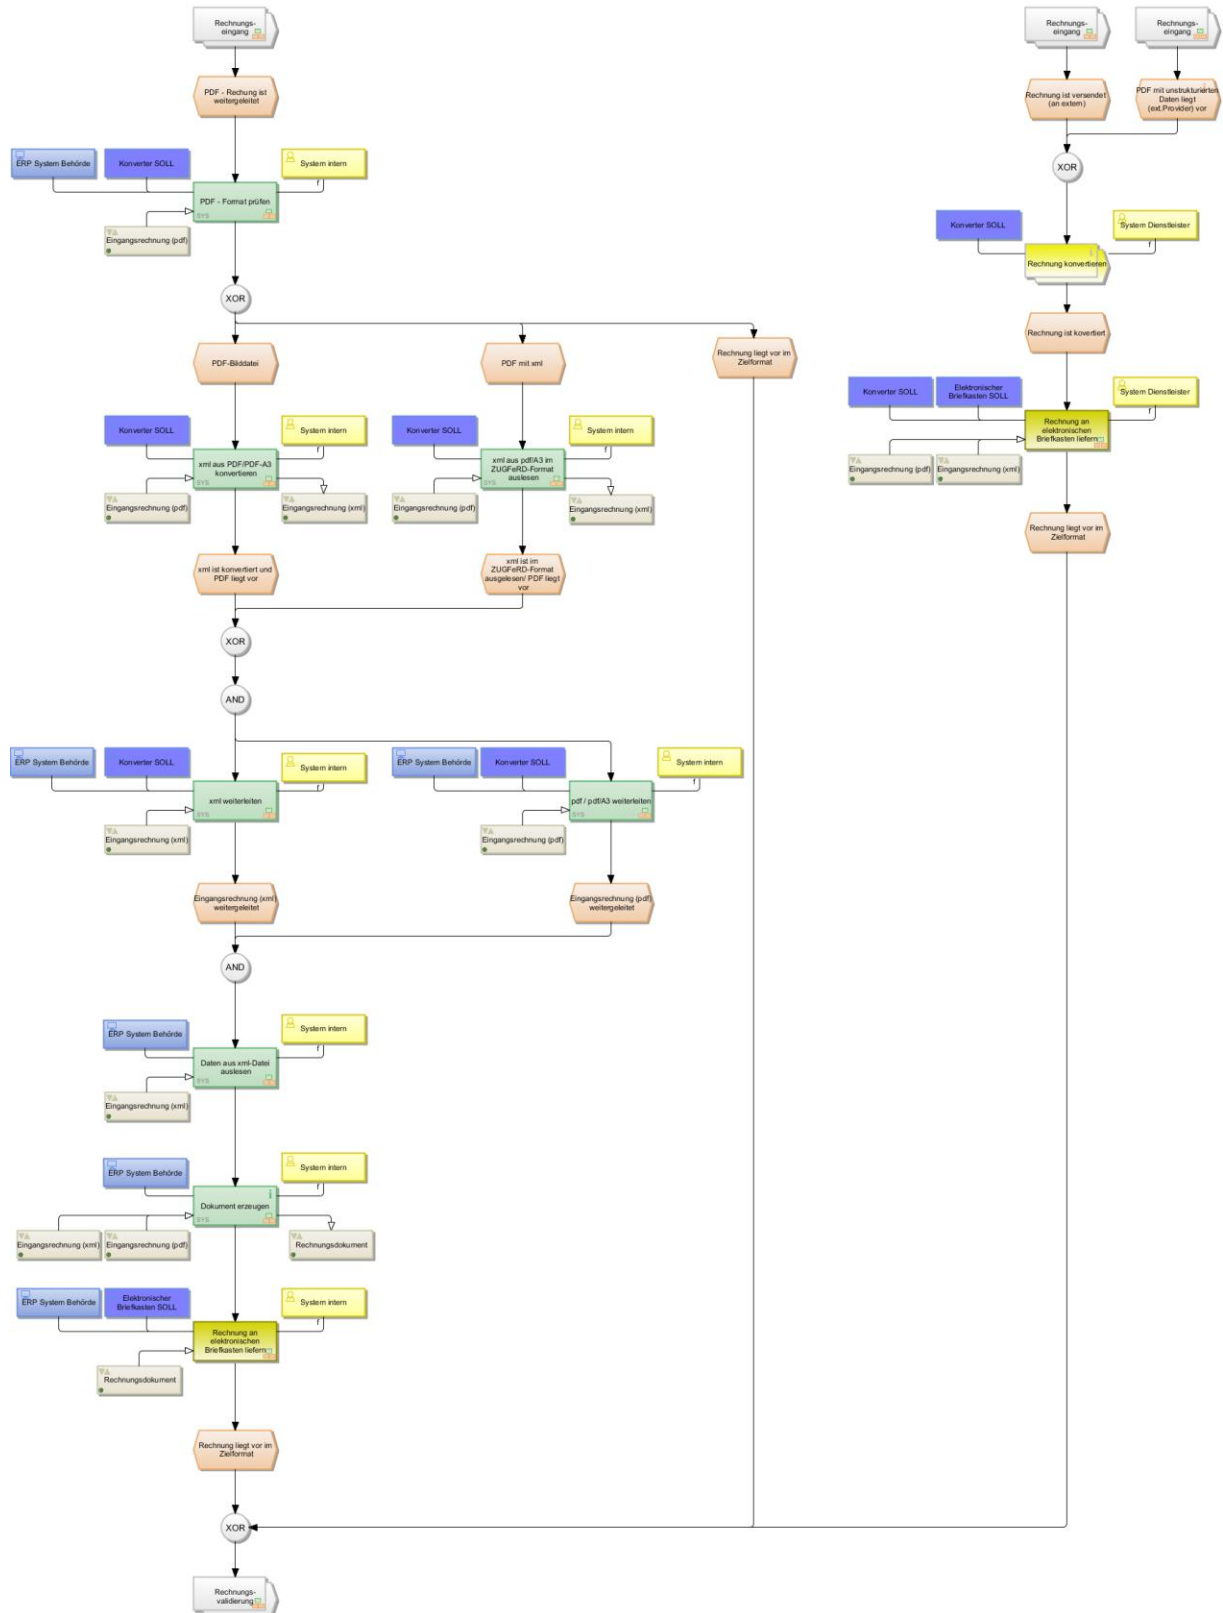 Rechnungs-
eingang
Rechnungs-
eingang
Rechnungs-
eingang
PDF - Rechung ist
weitergeleitet
Rechnung ist versendet
(an extern)
PDF mit unstrukturierten
Daten liegt
(ext.Provider) vor
ERP System Behörde
Konverter SOLL
System intern
XOR
f
PDF - Format prüfen
SYS
Eingangsrechnung (pdf)
Konverter SOLL
System Dienstleister
f
Rechnung konvertieren
XOR
Rechnung ist kovertiert
PDF-Bilddatei
PDF mit xml
Rechnung liegt vor im
Zielformat
Konverter SOLL
Elektronischer
Briefkasten SOLL
System Dienstleister
f
Rechnung an
elektronischen
Briefkasten liefern
Eingangsrechnung (pdf)
Eingangsrechnung (xml)
Konverter SOLL
System intern
f
xml aus PDF/PDF-A3
konvertieren
SYS
Eingangsrechnung (pdf)
Eingangsrechnung (xml)
Konverter SOLL
System intern
f
xml aus pdf/A3 im
ZUGFeRD-Format
auslesen
SYS
Eingangsrechnung (pdf)
Eingangsrechnung (xml)
Rechnung liegt vor im
Zielformat
xml ist konvertiert und
PDF liegt vor
xml ist im
ZUGFeRD-Format
ausgelesen/ PDF liegt
vor
XOR
AND
ERP System Behörde
Konverter SOLL
System intern
f
xml weiterleiten
SYS
Eingangsrechnung (xml)
ERP System Behörde
Konverter SOLL
System intern
f
pdf / pdf/A3 weiterleiten
SYS
Eingangsrechnung (pdf)
Eingangsrechnung (xml)
weitergeleitet
Eingangsrechnung (pdf)
weitergeleitet
AND
ERP System Behörde
System intern
f
Daten aus xml-Datei
auslesen
SYS
Eingangsrechnung (xml)
ERP System Behörde
System intern
f
Dokument erzeugen
SYS
Eingangsrechnung (xml)
Eingangsrechnung (pdf)
Rechnungsdokument
ERP System Behörde
Elektronischer
Briefkasten SOLL
System intern
f
Rechnung an
elektronischen
Briefkasten liefern
Rechnungsdokument
Rechnung liegt vor im
Zielformat
XOR
Rechnungs-
validierung